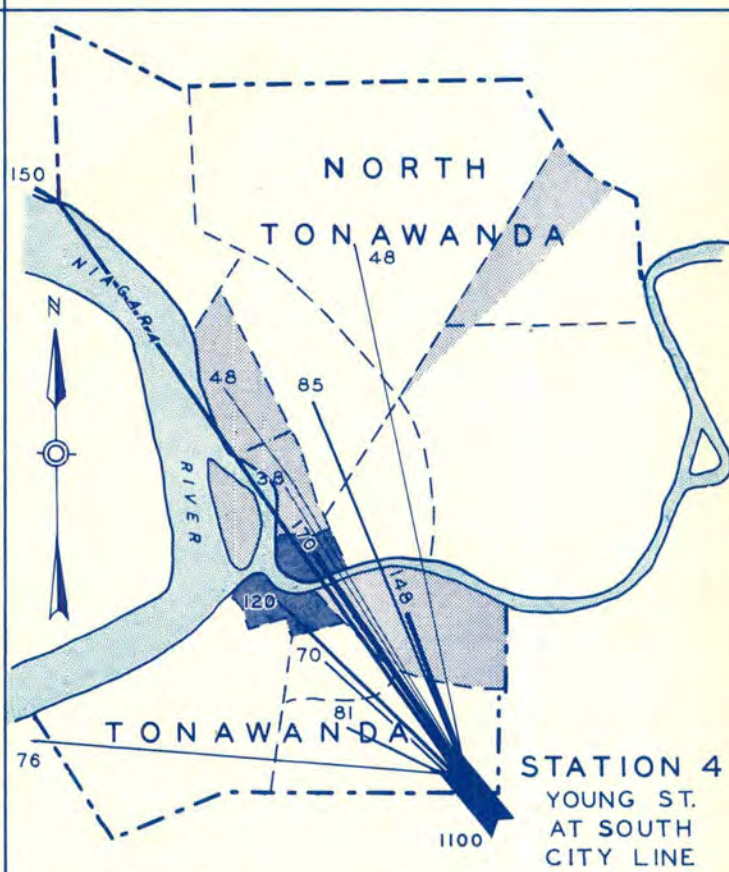 NORTH
TONAWANDA
150
48
NIAGARA
N
48
85
38
RIVER
170
148
120
70
81
TONAWANDA
76
STATION 4
YOUNG ST.
AT SOUTH
CITY LINE
1100